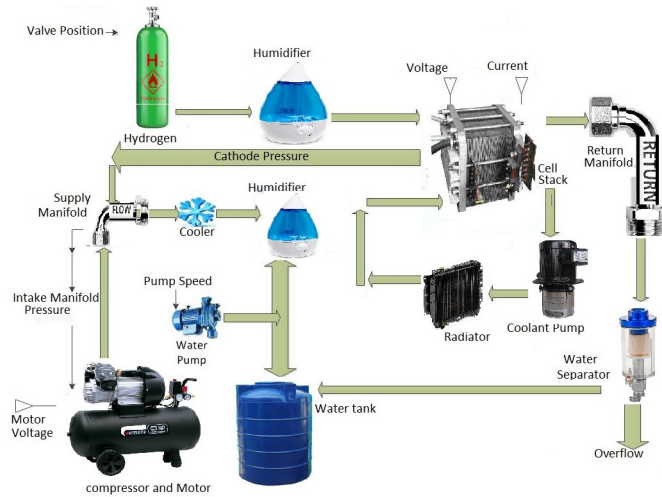 Valve Position
H2
Hydrogen
Humidifier
Voltage
Current
Return
Manifold
RETURN
Cathode Pressure
Cell
Stack
Supply
Manifold
FLOW
Cooler
Humidifier
Intake Manifold
Pressure
Pump Speed
Water
Pump
Radiator
Coolant Pump
Water
Separator
Motor
Voltage
Water tank
Overflow
compressor and Motor